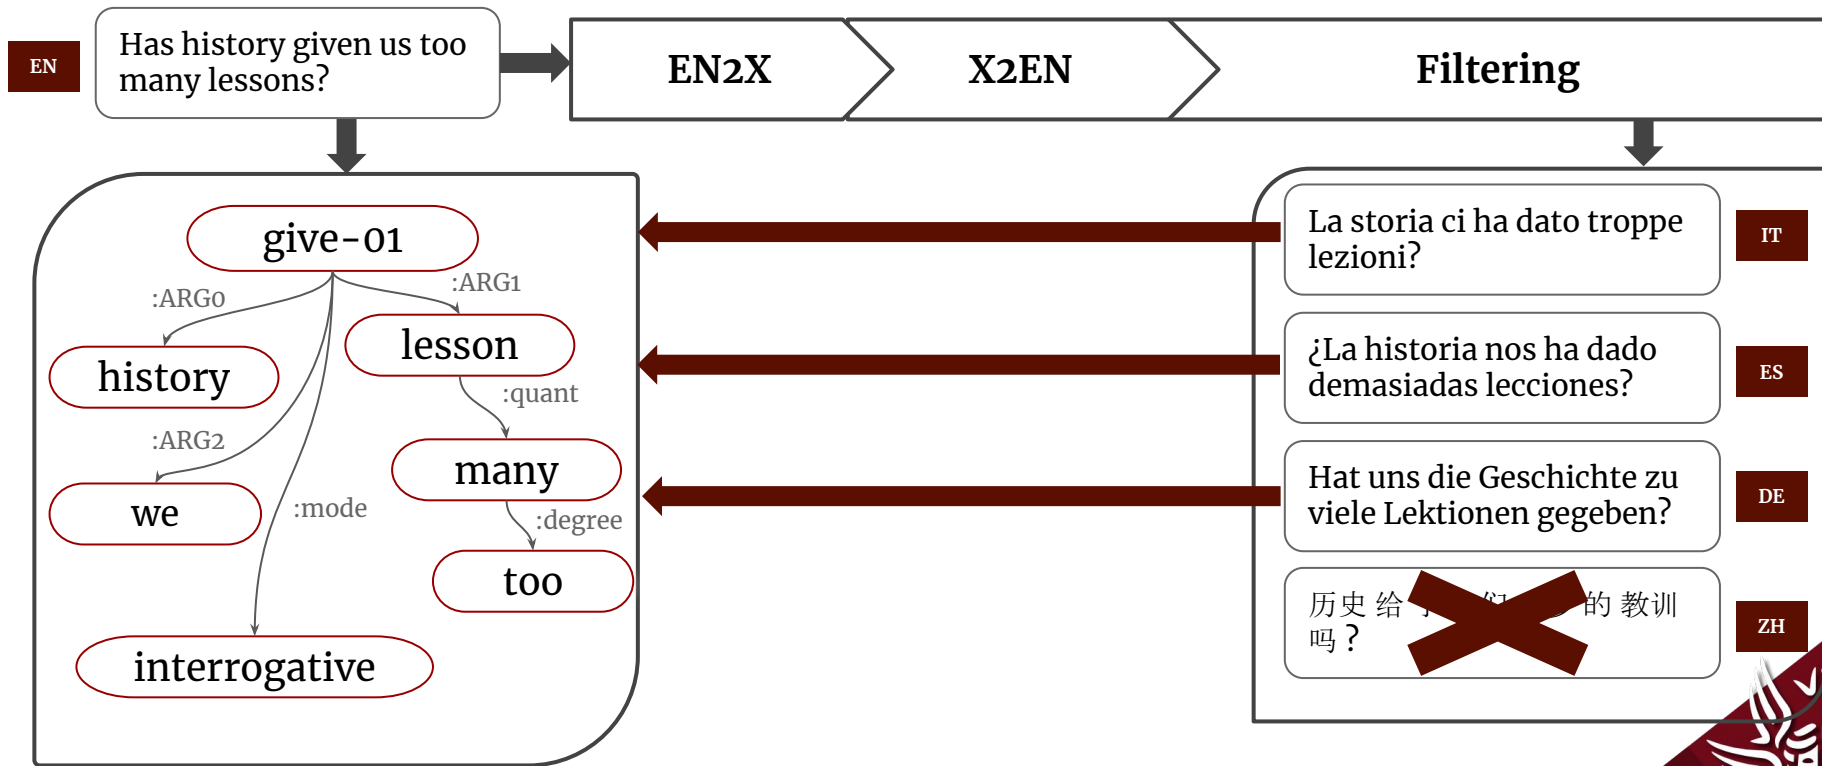 EN
Has history given us too
many lessons?
EN2X
X2EN
Filtering
give-01
:ARG0
:ARG1
history
lesson
:quant
:ARG2
many
we
:mode
:degree
too
interrogative
La storia ci ha dato troppe
lezioni?
IT
¿La historia nos ha dado
demasiadas lecciones?
ES
Hat uns die Geschichte zu
viele Lektionen gegeben?
DE
历史 给 的 教训
吗 ?
ZH